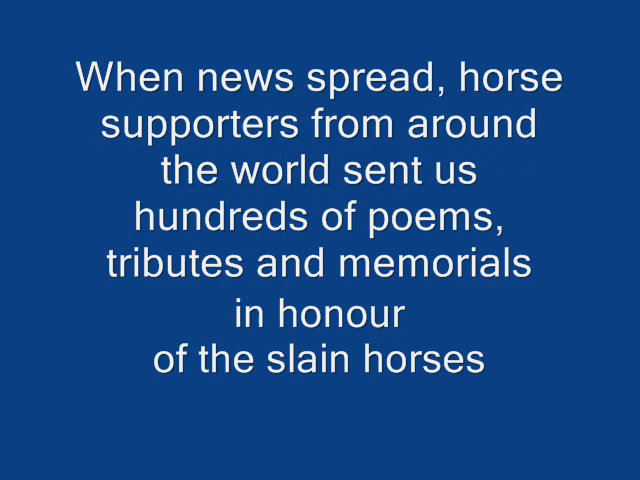 When news spread, horse
supporters from around
the world sent us
hundreds of poems,
tributes and memorials
in honour
of the slain horses